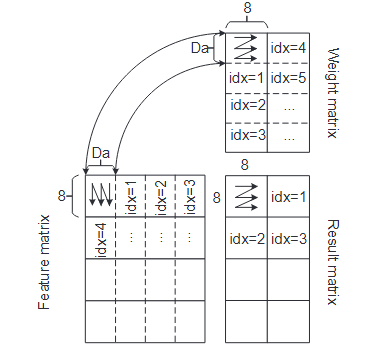 8
Da
idx=4
idx=1
idx=5
idx=2
...
idx=3
Weight matrix
Da
8
8
idx=1
idx=2
idx=3
idx=4
...
...
...
Feature matrix
8
idx=1
idx=2
idx=3
Result matrix